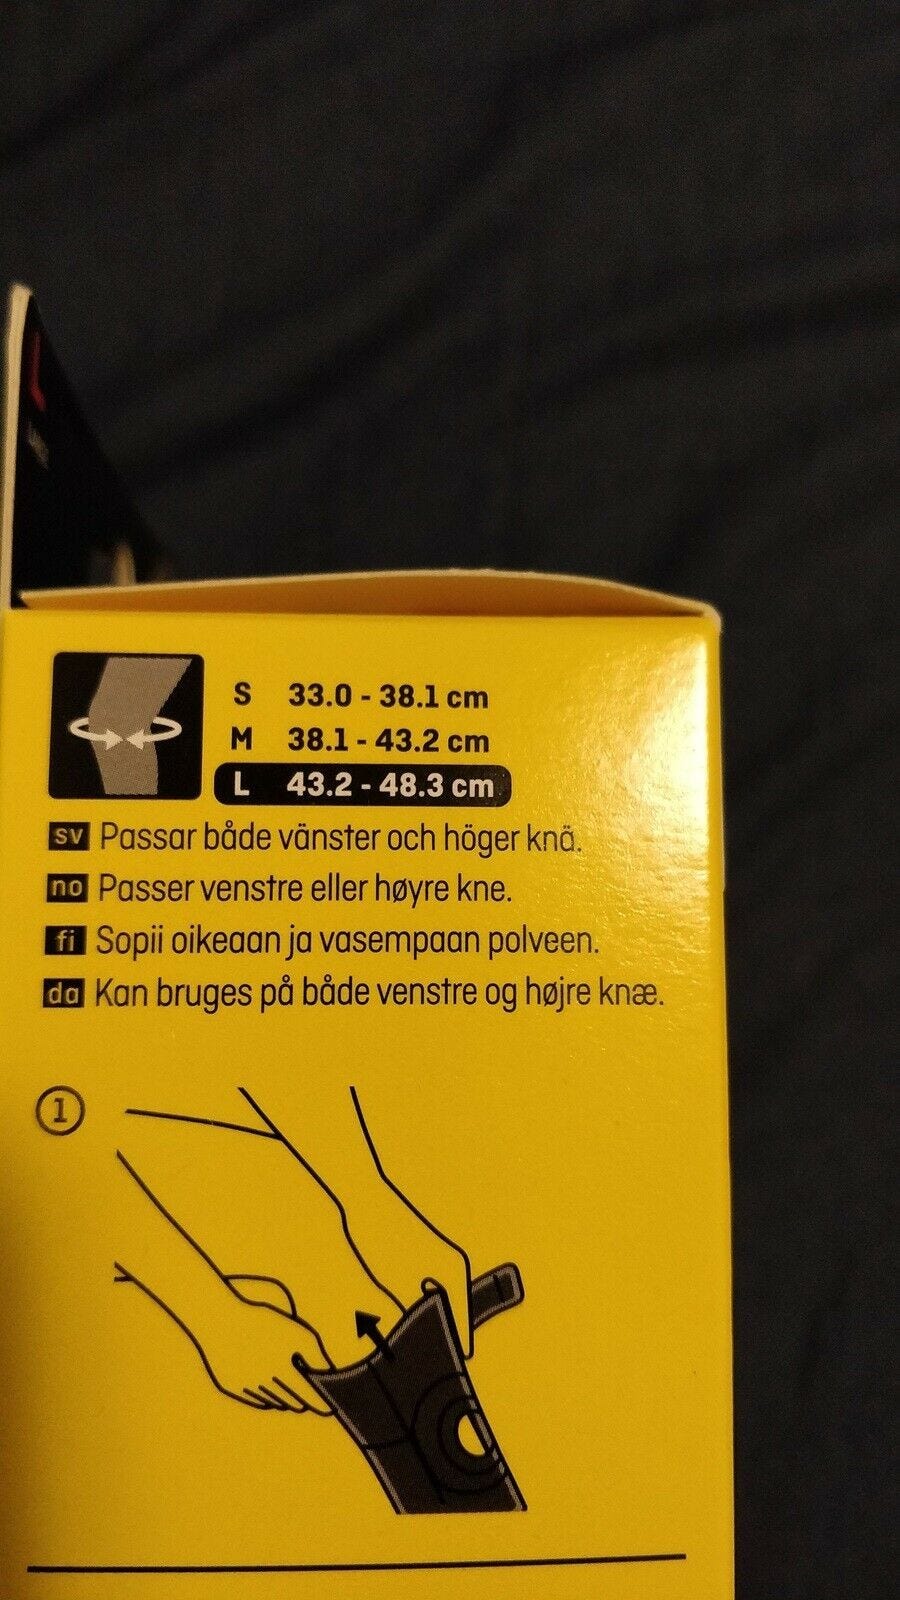 L
S 33.0 - 38.1 cm
M 38.1 - 43.2 cm
L 43.2 - 48.3 cm
sv Passar både vänster och höger knä.
no Passer venstre eller høyre kne.
fi Sopii oikeaan ja vasempaan polveen.
da Kan bruges på både venstre og højre knæ.
1